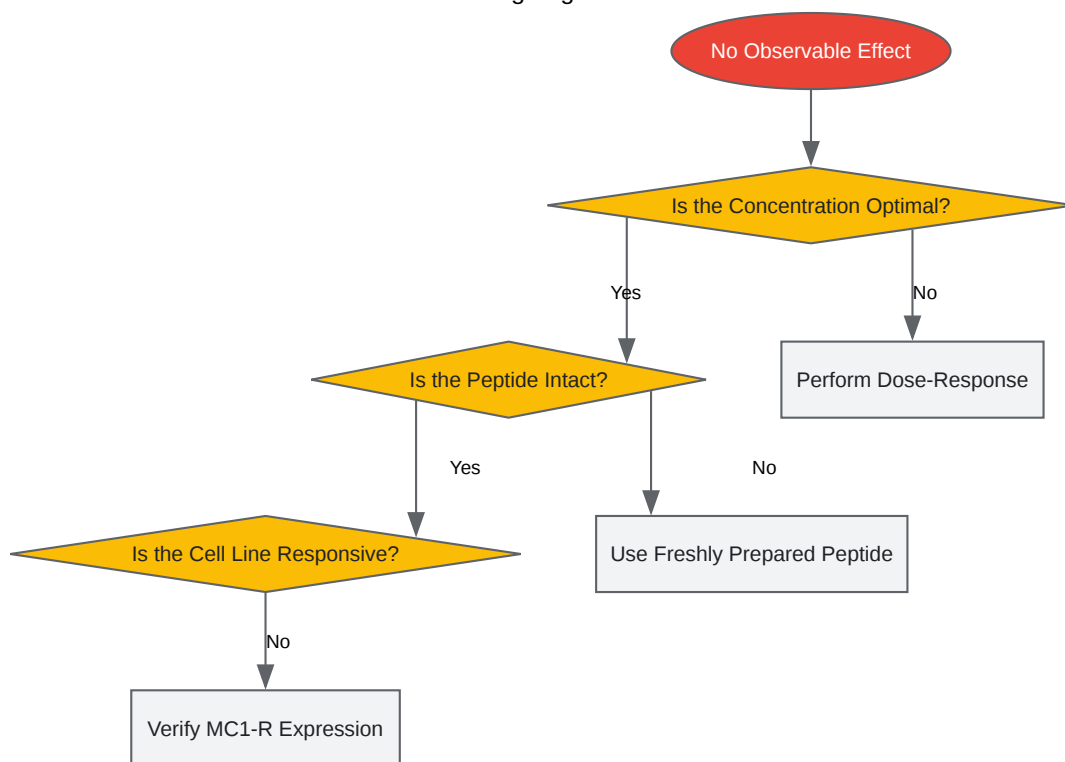 No Observable Effect
Is the Concentration Optimal?
Yes
No
Is the Peptide Intact?
Perform Dose-Response
Yes
No
Is the Cell Line Responsive?
Use Freshly Prepared Peptide
No
Verify MC1-R Expression